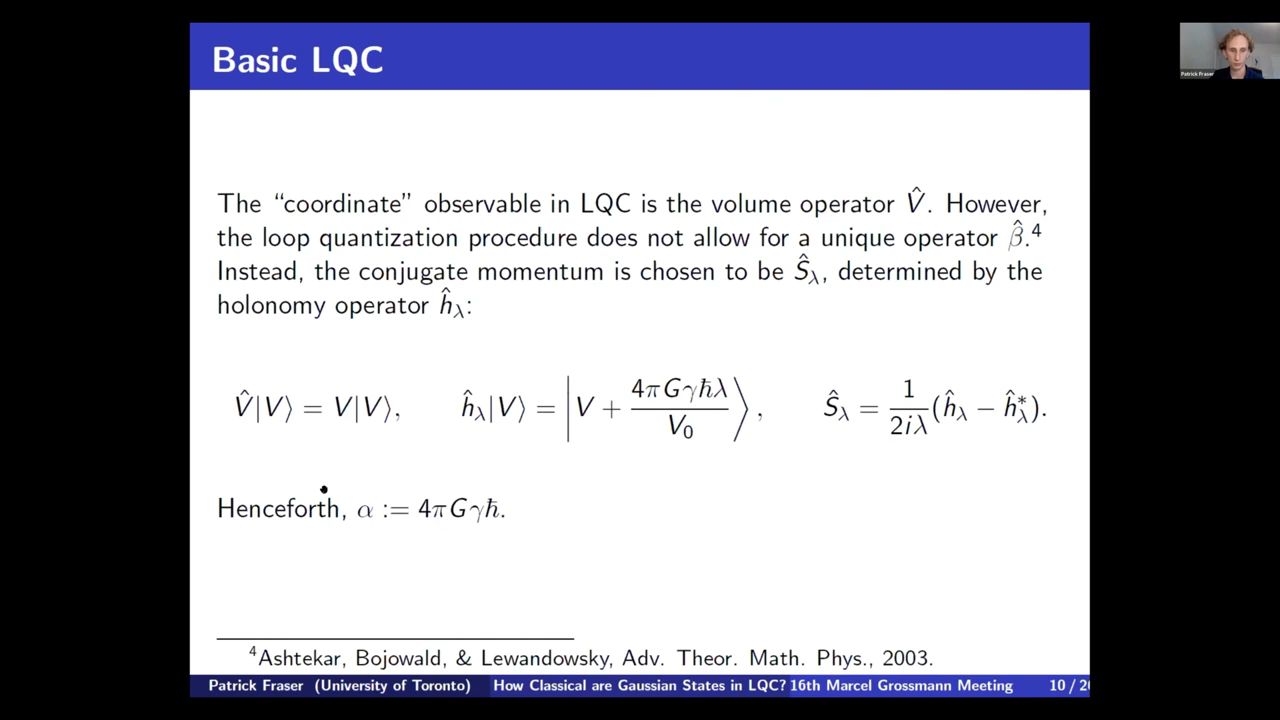 Basic LQC
Patrick Fraser
The “coordinate” observable in LQC is the volume operator V̂. However,
the loop quantization procedure does not allow for a unique operator β̂.⁴
Instead, the conjugate momentum is chosen to be Ŝ_λ, determined by the
holonomy operator ĥ_λ:
V̂|V⟩ = V|V⟩, ĥ_λ|V⟩ = |V + 4πGγħλ/V₀⟩, Ŝ_λ = 1/2iλ (ĥ_λ − ĥ*_λ).
Henceforth, α := 4πGγħ.
⁴Ashtekar, Bojowald, & Lewandowsky, Adv. Theor. Math. Phys., 2003.
Patrick Fraser (University of Toronto) How Classical are Gaussian States in LQC? 16th Marcel Grossmann Meeting 10 / 2